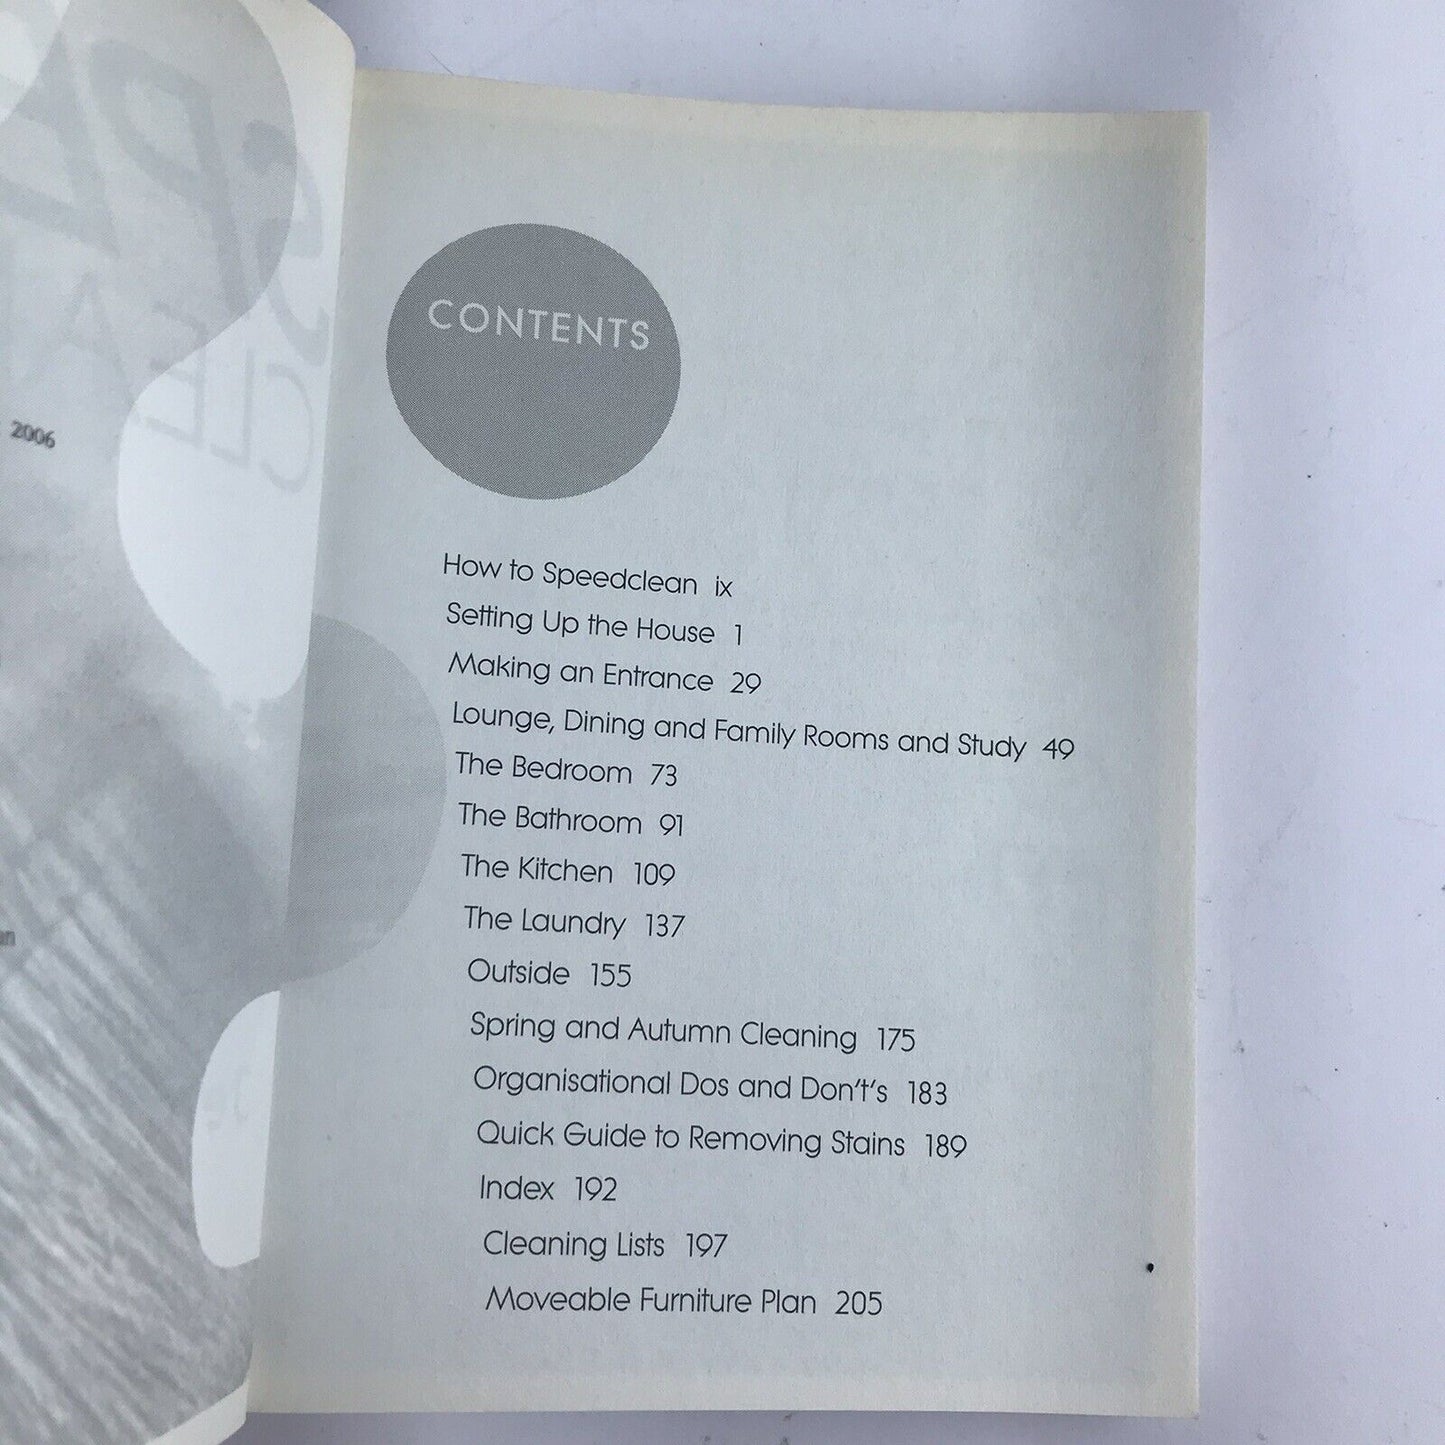 2006
CONTENTS
How to Speedclean ix
Setting Up the House 1
Making an Entrance 29
Lounge, Dining and Family Rooms and Study 49
The Bedroom 73
The Bathroom 91
The Kitchen 109
The Laundry 137
Outside 155
Spring and Autumn Cleaning 175
Organisational Dos and Don't's 183
Quick Guide to Removing Stains 189
Index 192
Cleaning Lists 197
Moveable Furniture Plan 205